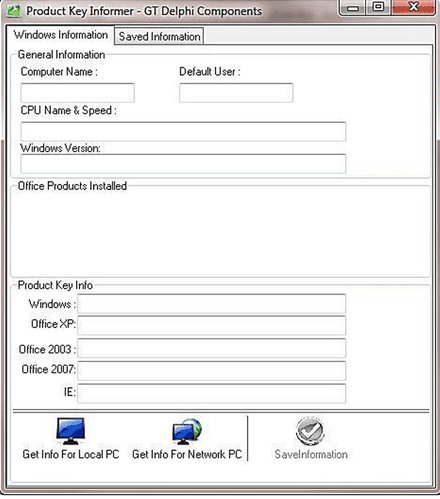 Product Key Informer - GT Delphi Components
Windows Information Saved Information
General Information
Computer Name : Default User :
CPU Name & Speed :
Windows Version:
Office Products Installed
Product Key Info
Windows :
Office XP:
Office 2003 :
Office 2007:
IE:
Get Info For Local PC Get Info For Network PC SaveInformation